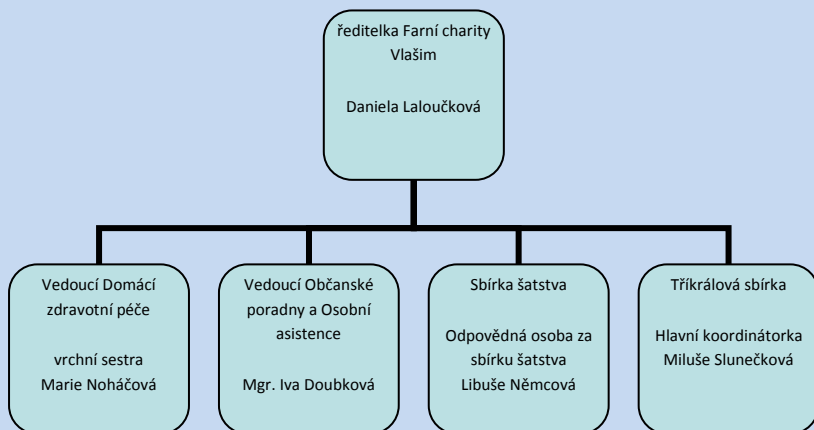 ředitelka Farní charity
Vlašim
Daniela Laloučková
Vedoucí Domácí
zdravotní péče
vrchní sestra
Marie Noháčová
Vedoucí Občanské
poradny a Osobní
asistence
Mgr. Iva Doubková
Sbírka šatstva
Odpovědná osoba za
sbírku šatstva
Libuše Němcová
Tříkrálová sbírka
Hlavní koordinátorka
Miluše Slunečková